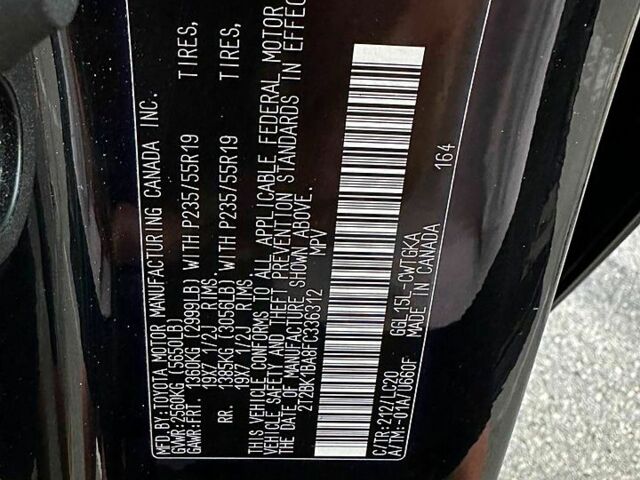 MFD.BY:TOYOTA MOTOR MANUFACTURING CANADA INC.
GVWR:2560KG (5650LB)
GAWR:FRT. 1360KG (2999LB) WITH P235/55R19 TIRES,
19X7 1/2J RIMS
RR. 1385KG (3056LB) WITH P235/55R19 TIRES,
19X7 1/2J RIMS
THIS VEHICLE CONFORMS TO ALL APPLICABLE FEDERAL MOTOR
VEHICLE SAFETY AND THEFT PREVENTION STANDARDS IN EFFECT
THE DATE OF MANUFACTURE SHOWN ABOVE.
2T2BK1BA8FC336312 MPV
164
C/TR:212/LC20 GGL15L-CWTGKA
A/TM:-01A/U660F MADE IN CANADA